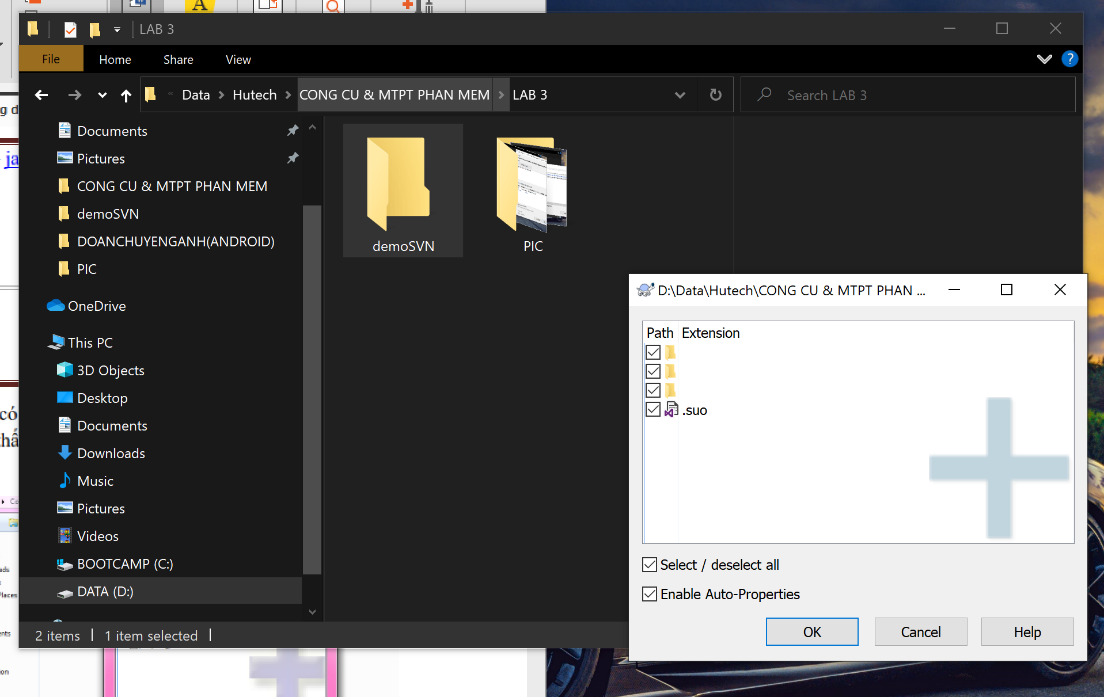 LAB 3
File Home Share View
Data Hutech CONG CU & MTPT PHAN MEM LAB 3
Search LAB 3
Documents
Pictures
CONG CU & MTPT PHAN MEM
demoSVN
DOANCHUYENGANH(ANDROID)
PIC
OneDrive
This PC
3D Objects
Desktop
Documents
Downloads
Music
Pictures
Videos
BOOTCAMP (C:)
DATA (D:)
demoSVN PIC
2 items 1 item selected
D:\Data\Hutech\CONG CU & MTPT PHAN ...
Path Extension
.suo
Select / deselect all
Enable Auto-Properties
OK Cancel Help
có